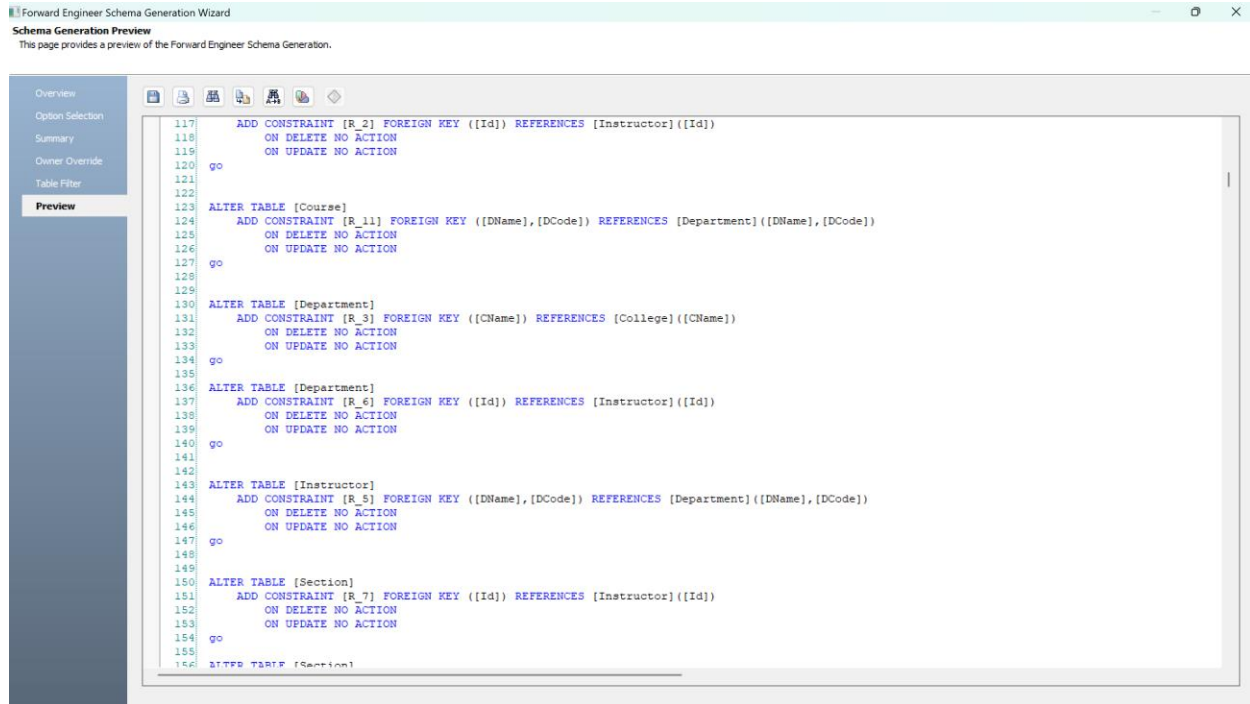 Forward Engineer Schema Generation Wizard
Schema Generation Preview
This page provides a preview of the Forward Engineer Schema Generation.
Overview
Option Selection
Summary
Owner Override
Table Filter
Preview
117 ADD CONSTRAINT [R_2] FOREIGN KEY ([Id]) REFERENCES [Instructor]([Id])
118 ON DELETE NO ACTION
119 ON UPDATE NO ACTION
120 go
121
122
123 ALTER TABLE [Course]
124 ADD CONSTRAINT [R_11] FOREIGN KEY ([DName],[DCode]) REFERENCES [Department]([DName],[DCode])
125 ON DELETE NO ACTION
126 ON UPDATE NO ACTION
127 go
128
129
130 ALTER TABLE [Department]
131 ADD CONSTRAINT [R_3] FOREIGN KEY ([CName]) REFERENCES [College]([CName])
132 ON DELETE NO ACTION
133 ON UPDATE NO ACTION
134 go
135
136 ALTER TABLE [Department]
137 ADD CONSTRAINT [R_6] FOREIGN KEY ([Id]) REFERENCES [Instructor]([Id])
138 ON DELETE NO ACTION
139 ON UPDATE NO ACTION
140 go
141
142
143 ALTER TABLE [Instructor]
144 ADD CONSTRAINT [R_5] FOREIGN KEY ([DName],[DCode]) REFERENCES [Department]([DName],[DCode])
145 ON DELETE NO ACTION
146 ON UPDATE NO ACTION
147 go
148
149
150 ALTER TABLE [Section]
151 ADD CONSTRAINT [R_7] FOREIGN KEY ([Id]) REFERENCES [Instructor]([Id])
152 ON DELETE NO ACTION
153 ON UPDATE NO ACTION
154 go
155
156 ALTER TABLE [Section]